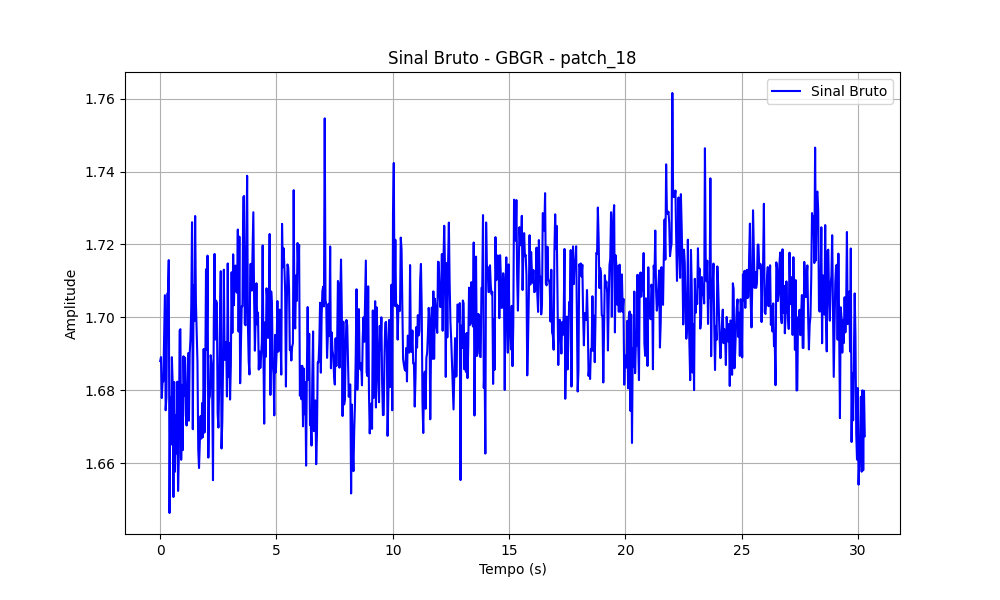 Sinal Bruto - GBGR - patch_18
Sinal Bruto
1.76
1.74
1.72
1.70
1.68
1.66
Amplitude
0 5 10 15 20 25 30
Tempo (s)